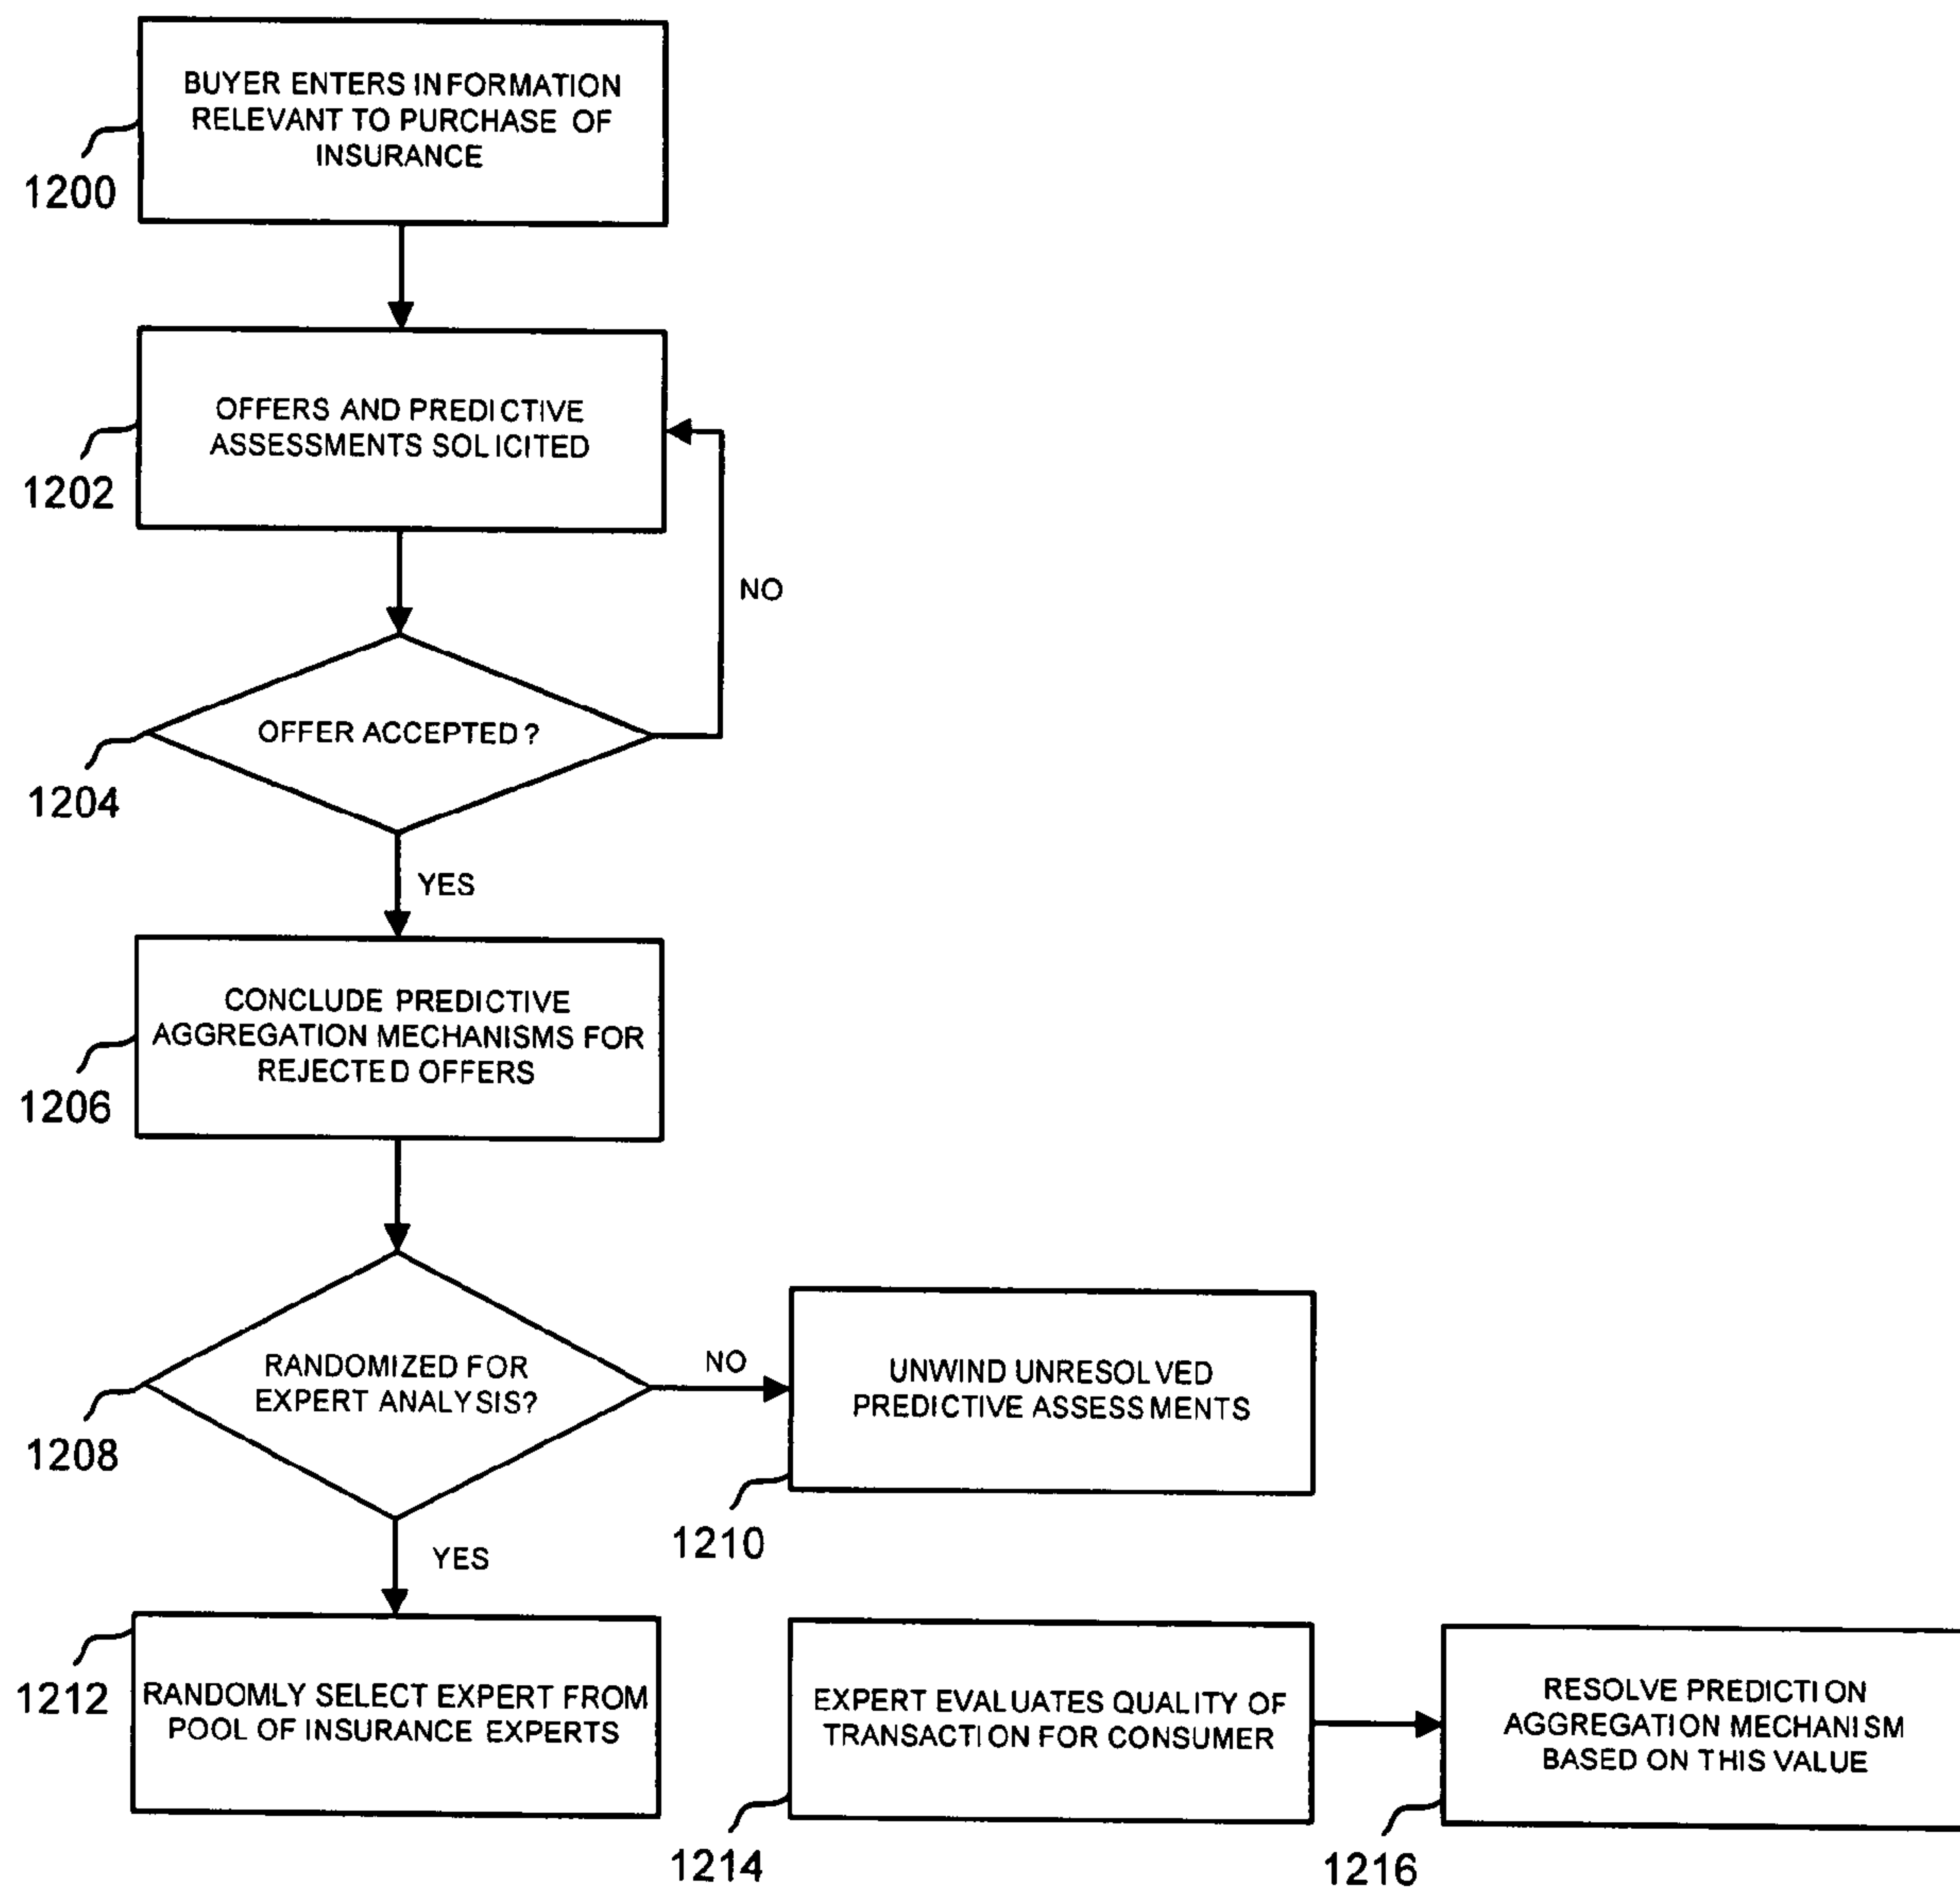 BUYER ENTERS INFORMATION
RELEVANT TO PURCHASE OF
INSURANCE
1200
OFFERS AND PREDICTIVE
ASSESSMENTS SOLICITED
1202
NO
OFFER ACCEPTED?
1204
YES
CONCLUDE PREDICTIVE
AGGREGATION MECHANISMS FOR
REJECTED OFFERS
1206
RANDOMIZED FOR
EXPERT ANALYSIS?
1208
NO
UNWIND UNRESOLVED
PREDICTIVE ASSESSMENTS
1210
YES
RANDOMLY SELECT EXPERT FROM
POOL OF INSURANCE EXPERTS
1212
EXPERT EVALUATES QUALITY OF
TRANSACTION FOR CONSUMER
1214
RESOLVE PREDICTION
AGGREGATION MECHANISM
BASED ON THIS VALUE
1216